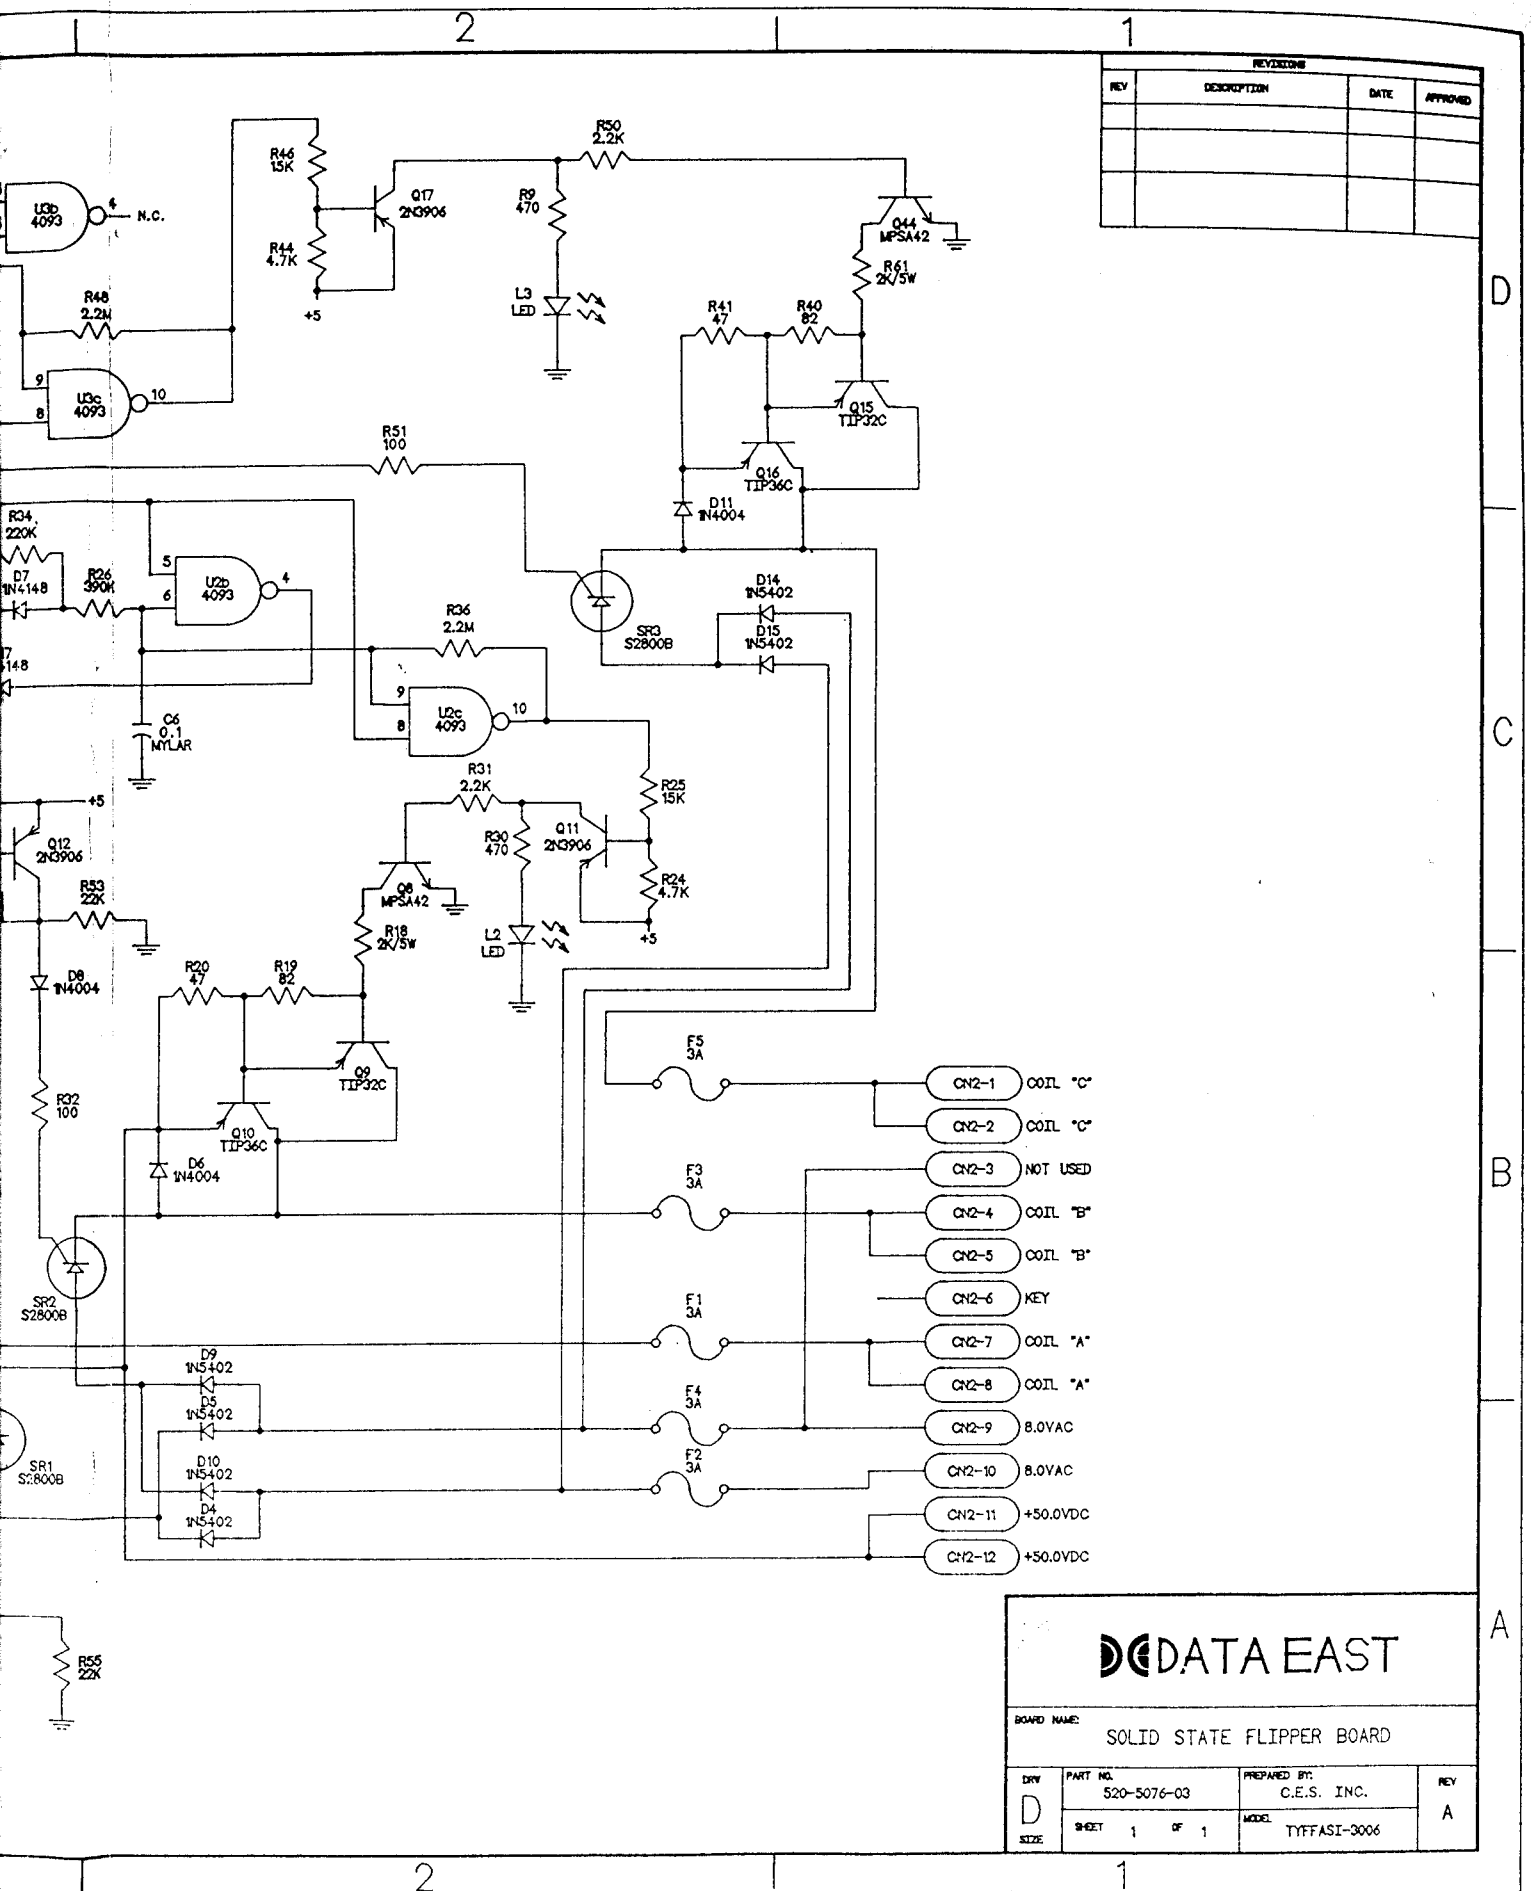 2
1
REVISIONS
REV
DESCRIPTION
DATE
APPROVED
R50
2.2K
R46
15K
Q17
2N3906
R9
470
U3b
4093
4
N.C.
R44
4.7K
+5
Q44
MPSA42
R61
2K/5W
L3
LED
D
R48
2.2M
R41
47
R40
82
9
8
U3c
4093
10
Q15
TIP32C
R51
100
Q16
TIP36C
D11
1N4004
R34
220K
D7
1N4148
R26
390K
5
6
U2b
4093
4
D14
1N5402
D15
1N5402
SR3
S2800B
R36
2.2M
7
4148
9
8
U2c
4093
10
C6
0.1
MYLAR
C
R31
2.2K
R25
15K
+5
Q12
2N3906
R30
470
Q11
2N3906
R53
22K
Q8
MPSA42
R24
4.7K
+5
R18
2K/5W
L2
LED
D8
1N4004
R20
47
R19
82
Q9
TIP32C
R32
100
Q10
TIP36C
D6
1N4004
F5
3A
CN2-1 COIL "C"
CN2-2 COIL "C"
CN2-3 NOT USED
B
F3
3A
CN2-4 COIL "B"
CN2-5 COIL "B"
CN2-6 KEY
SR2
S2800B
F1
3A
CN2-7 COIL "A"
CN2-8 COIL "A"
D9
1N5402
D5
1N5402
F4
3A
CN2-9 8.0VAC
SR1
S2800B
D10
1N5402
D4
1N5402
F2
3A
CN2-10 8.0VAC
CN2-11 +50.0VDC
CN2-12 +50.0VDC
R55
22K
A
DATA EAST
BOARD NAME:
SOLID STATE FLIPPER BOARD
DRW
D
SIZE
PART NO.
520-5076-03
PREPARED BY:
C.E.S. INC.
REV
A
SHEET 1 OF 1
MODEL
TYFFASI-3006
2
1